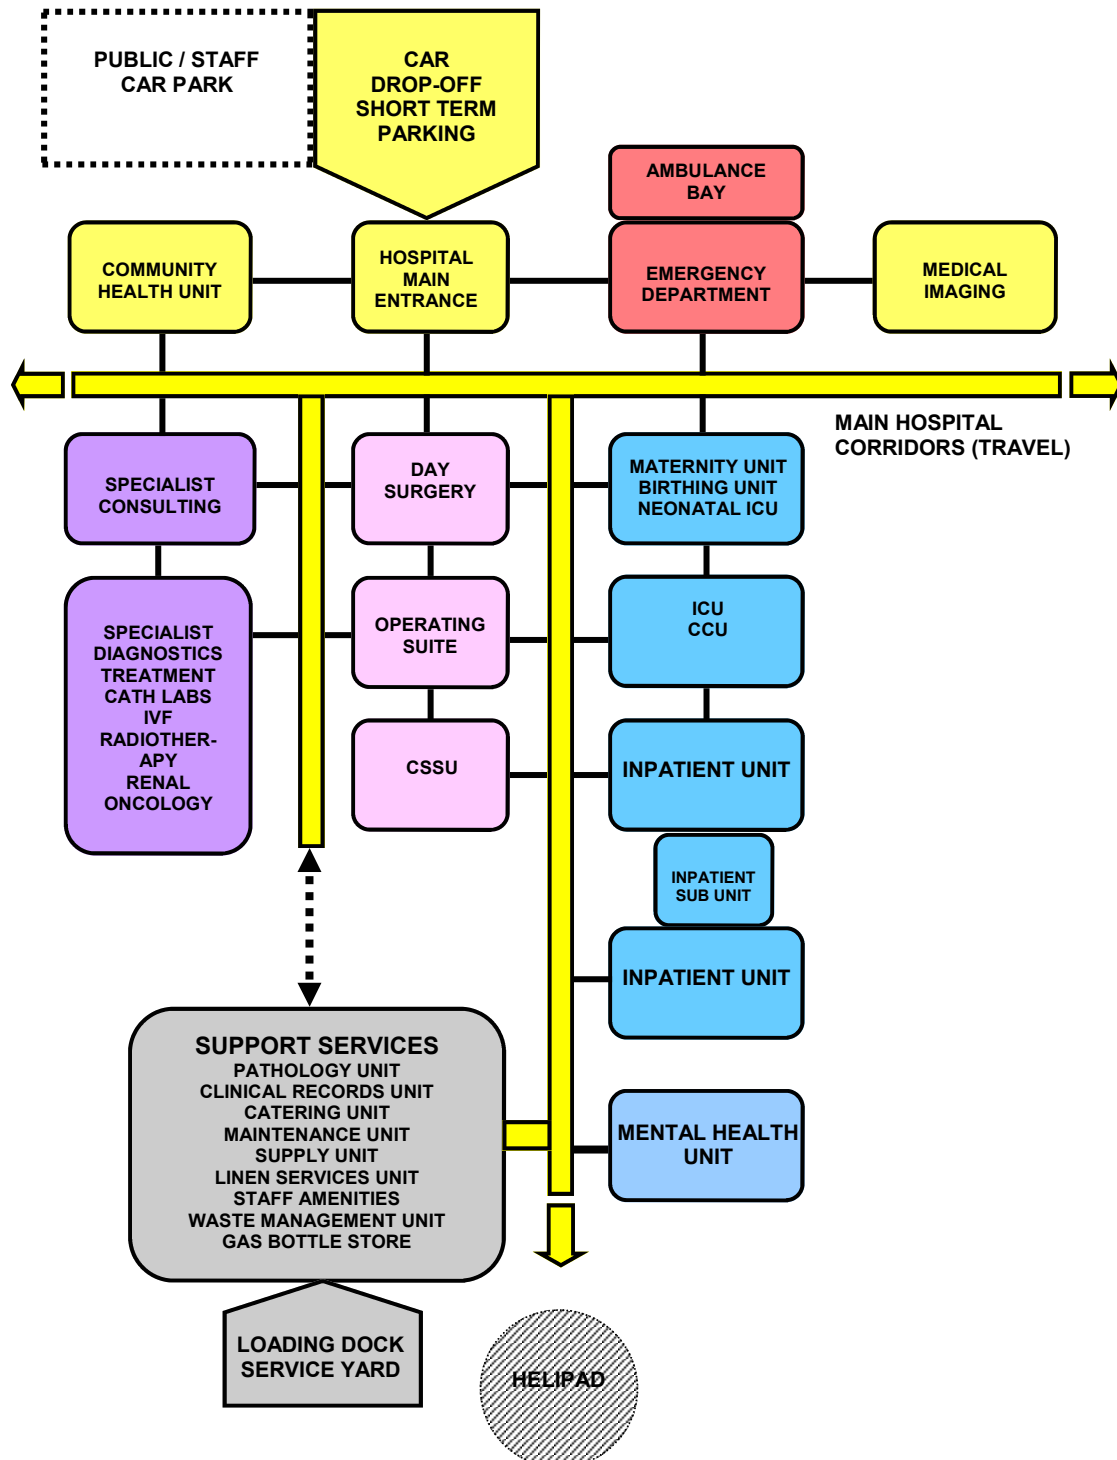 PUBLIC / STAFF
CAR PARK
CAR
DROP-OFF
SHORT TERM
PARKING
AMBULANCE
BAY
COMMUNITY
HEALTH UNIT
HOSPITAL
MAIN
ENTRANCE
EMERGENCY
DEPARTMENT
MEDICAL
IMAGING
MAIN HOSPITAL
CORRIDORS (TRAVEL)
SPECIALIST
CONSULTING
DAY
SURGERY
MATERNITY UNIT
BIRTHING UNIT
NEONATAL ICU
SPECIALIST
DIAGNOSTICS
TREATMENT
CATH LABS
IVF
RADIOTHER-
APY
RENAL
ONCOLOGY
OPERATING
SUITE
ICU
CCU
CSSU
INPATIENT UNIT
INPATIENT
SUB UNIT
INPATIENT UNIT
SUPPORT SERVICES
PATHOLOGY UNIT
CLINICAL RECORDS UNIT
CATERING UNIT
MAINTENANCE UNIT
SUPPLY UNIT
LINEN SERVICES UNIT
STAFF AMENITIES
WASTE MANAGEMENT UNIT
GAS BOTTLE STORE
MENTAL HEALTH
UNIT
LOADING DOCK
SERVICE YARD
HELIPAD